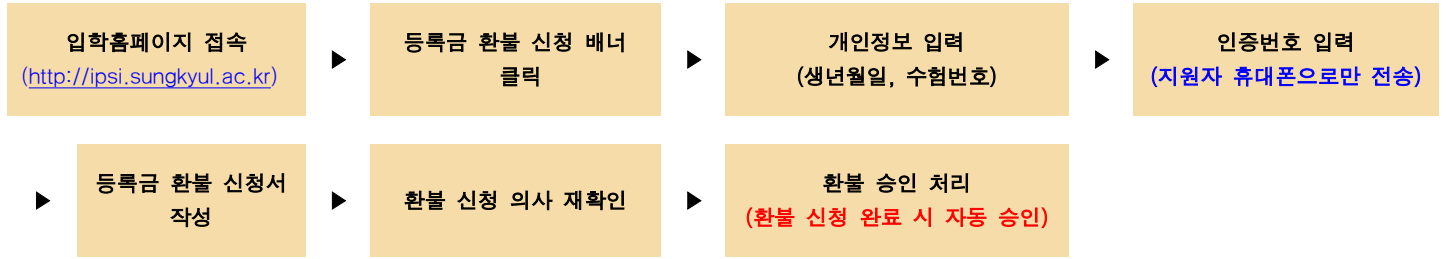 입학홈페이지 접속
(http://ipsi.sungkyul.ac.kr)
▶
등록금 환불 신청 배너
클릭
▶
개인정보 입력
(생년월일, 수험번호)
▶
인증번호 입력
(지원자 휴대폰으로만 전송)
▶
등록금 환불 신청서
작성
▶
환불 신청 의사 재확인
▶
환불 승인 처리
(환불 신청 완료 시 자동 승인)